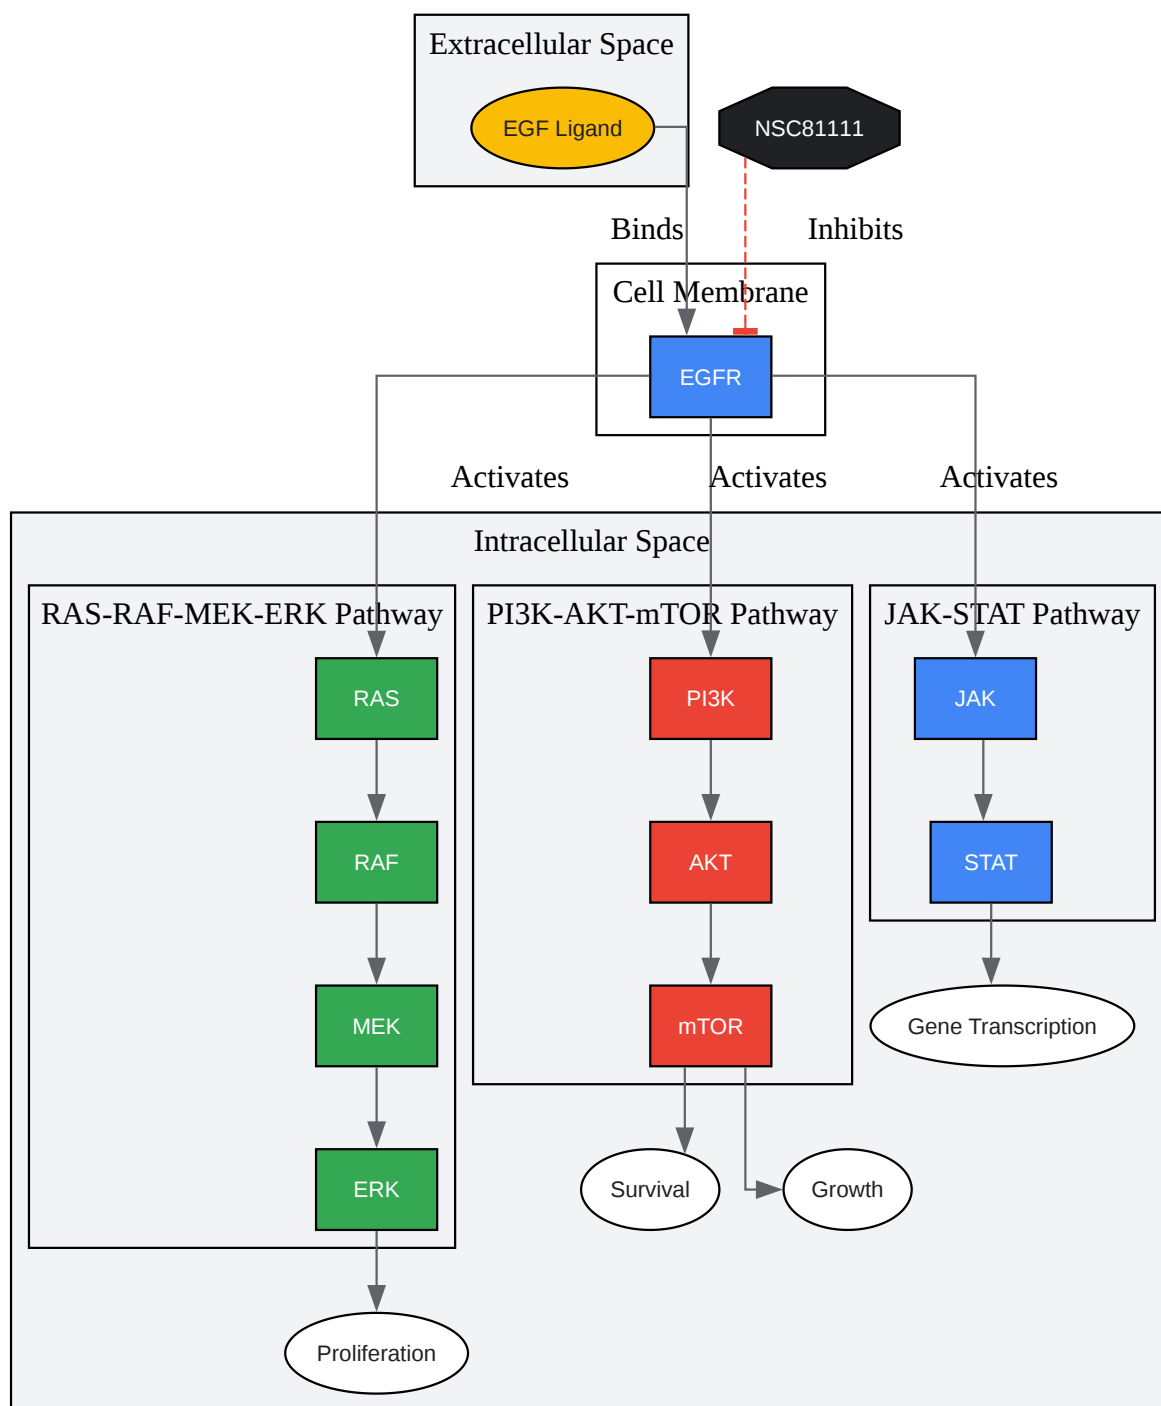 Extracellular Space
EGF Ligand
NSC81111
Binds
Inhibits
Cell Membrane
EGFR
Activates
Activates
Activates
Intracellular Space
RAS-RAF-MEK-ERK Pathway
PI3K-AKT-mTOR Pathway
JAK-STAT Pathway
RAS
PI3K
JAK
RAF
AKT
STAT
MEK
mTOR
Gene Transcription
ERK
Survival
Growth
Proliferation